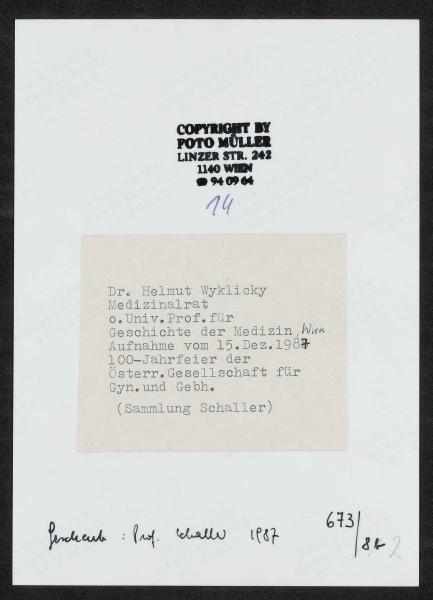 COPYRIGHT BY
FOTO MÜLLER
LINZER STR. 242
1140 WIEN
☎ 94 09 64
14
Dr. Helmut Wyklicky
Medizinalrat
o.Univ.Prof.für
Geschichte der Medizin, Wien.
Aufnahme vom 15.Dez.1987
100-Jahrfeier der
Österr.Gesellschaft für
Gyn.und Gebh.
(Sammlung Schaller)
Geschenk : Prof. Schaller 1987
673/
2